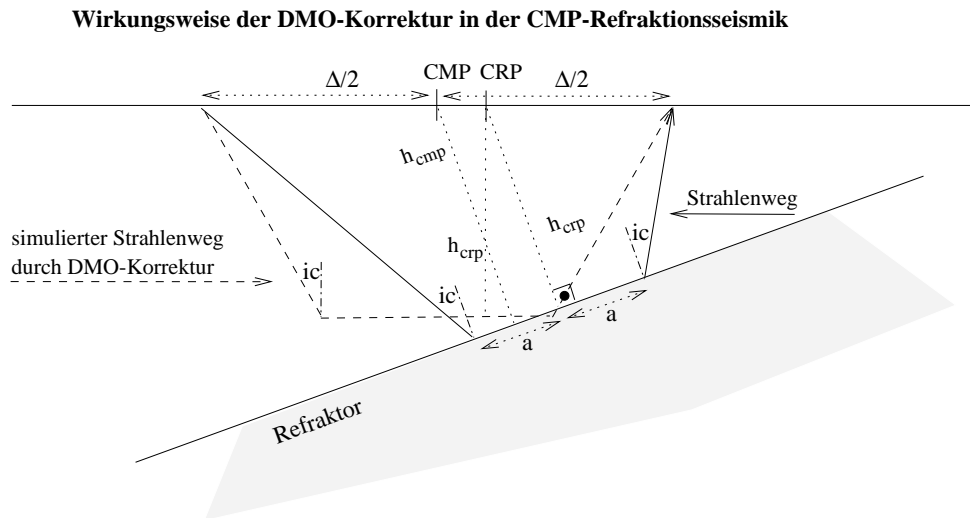 Wirkungsweise der DMO-Korrektur in der CMP-Refraktionsseismik
Δ/2
CMP
CRP
Δ/2
h_cmp
h_crp
h_crp
Strahlenweg
simulierter Strahlenweg
durch DMO-Korrektur
ic
ic
ic
a
a
Refraktor